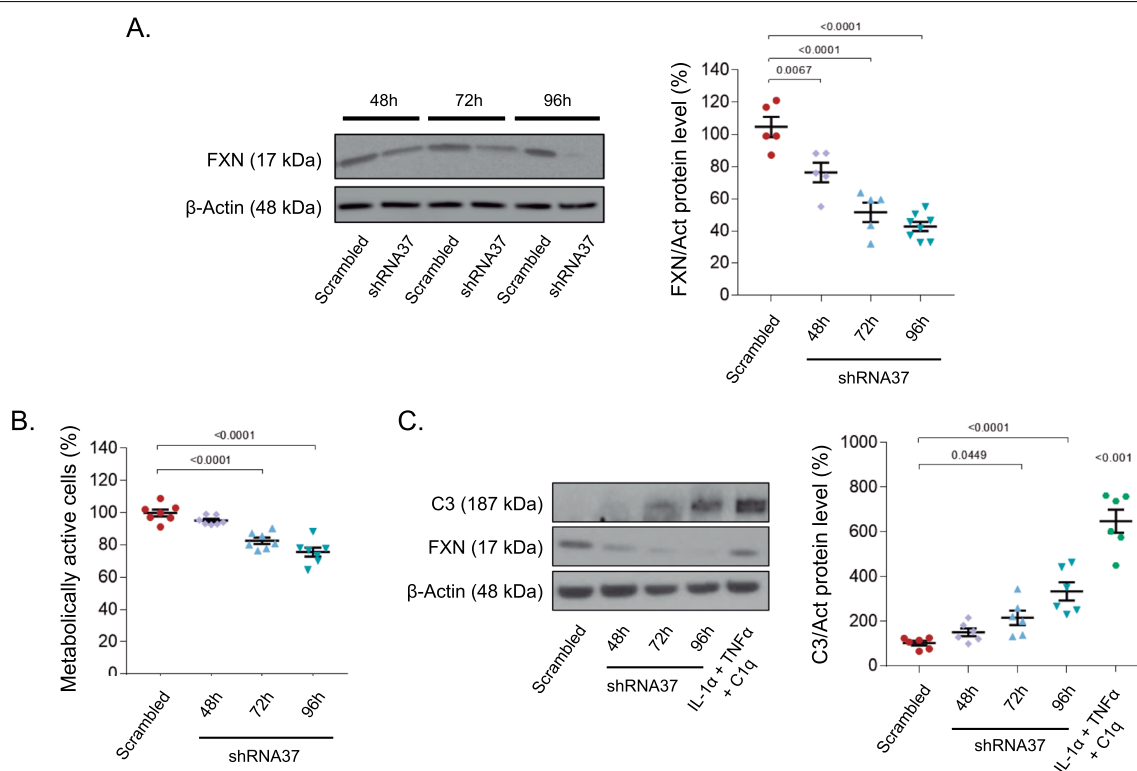 A.
48h 72h 96h
FXN (17 kDa)
β-Actin (48 kDa)
Scrambled shRNA37 Scrambled shRNA37 Scrambled shRNA37
<0.0001
<0.0001
0.0067
FXN/Act protein level (%)
140
120
100
80
60
40
20
0
Scrambled 48h 72h 96h
shRNA37
B.
<0.0001
<0.0001
Metabolically active cells (%)
140
120
100
80
60
40
20
0
Scrambled 48h 72h 96h
shRNA37
C.
C3 (187 kDa)
FXN (17 kDa)
β-Actin (48 kDa)
Scrambled 48h 72h 96h IL-1α + TNFα
+ C1q
shRNA37
<0.0001
0.0449
<0.001
C3/Act protein level (%)
1000
800
600
400
200
0
Scrambled 48h 72h 96h IL-1α + TNFα
+ C1q
shRNA37